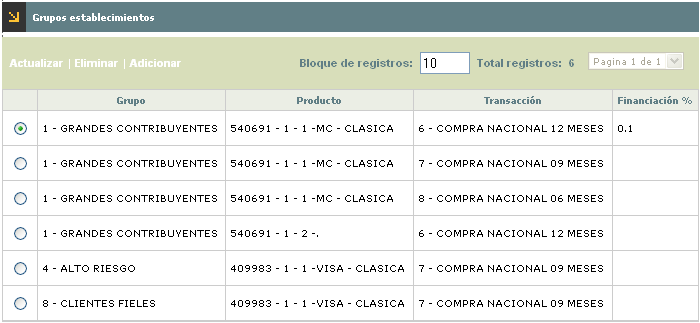 Grupos establecimientos
Actualizar | Eliminar | Adicionar Bloque de registros: 10 Total registros: 6 Pagina 1 de 1
Grupo Producto Transacción Financiación %
1 - GRANDES CONTRIBUYENTES 540691 - 1 - 1 -MC - CLASICA 6 - COMPRA NACIONAL 12 MESES 0.1
1 - GRANDES CONTRIBUYENTES 540691 - 1 - 1 -MC - CLASICA 7 - COMPRA NACIONAL 09 MESES
1 - GRANDES CONTRIBUYENTES 540691 - 1 - 1 -MC - CLASICA 8 - COMPRA NACIONAL 06 MESES
1 - GRANDES CONTRIBUYENTES 540691 - 1 - 2 -. 6 - COMPRA NACIONAL 12 MESES
4 - ALTO RIESGO 409983 - 1 - 1 -VISA - CLASICA 7 - COMPRA NACIONAL 09 MESES
8 - CLIENTES FIELES 409983 - 1 - 1 -VISA - CLASICA 7 - COMPRA NACIONAL 09 MESES